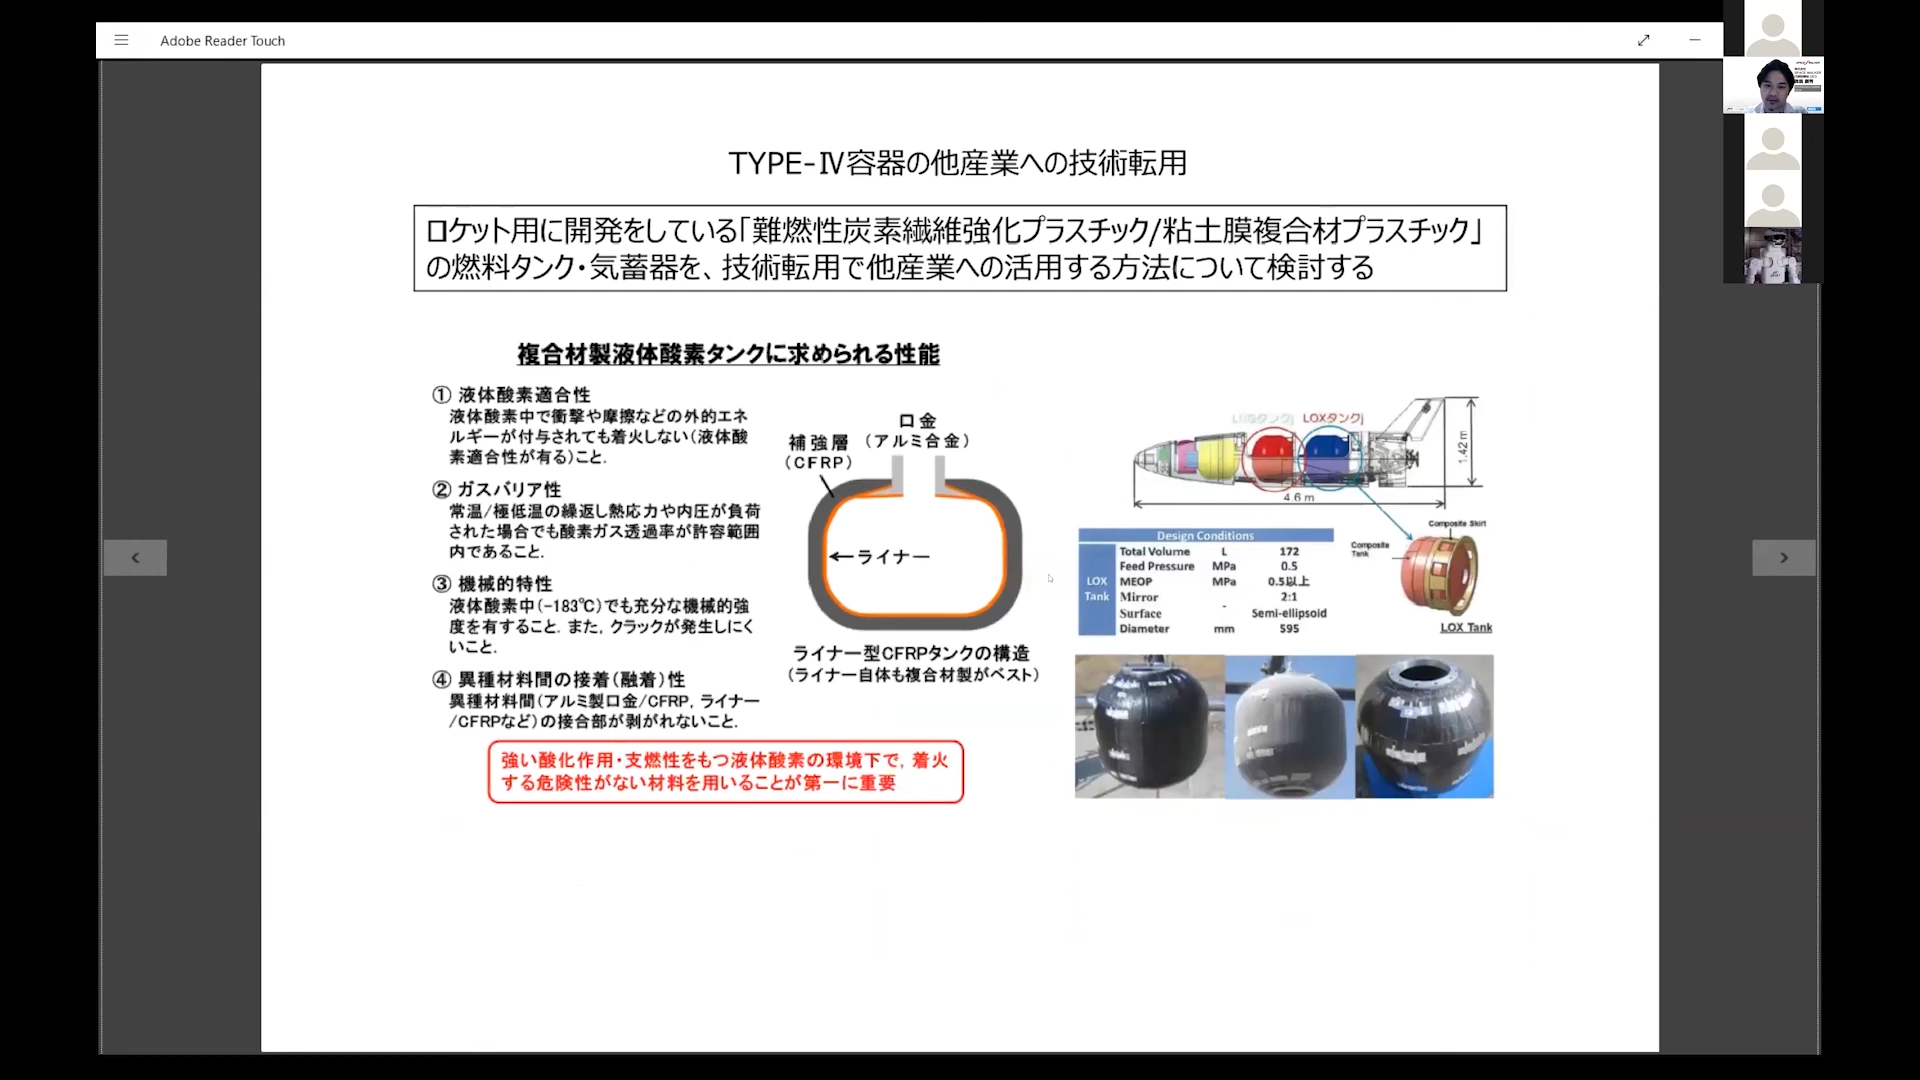 Adobe Reader Touch
TYPE-Ⅳ容器の他産業への技術転用
ロケット用に開発をしている「難燃性炭素繊維強化プラスチック/粘土膜複合材プラスチック」
の燃料タンク・気蓄器を、技術転用で他産業への活用する方法について検討する
複合材製液体酸素タンクに求められる性能
① 液体酸素適合性
液体酸素中で衝撃や摩擦などの外的エネ
ルギーが付与されても着火しない(液体酸
素適合性が有る)こと.
② ガスバリア性
常温/極低温の繰返し熱応力や内圧が負荷
された場合でも酸素ガス透過率が許容範囲
内であること.
③ 機械的特性
液体酸素中(-183℃)でも充分な機械的強
度を有すること. また, クラックが発生しにく
いこと.
④ 異種材料間の接着(融着)性
異種材料間(アルミ製口金/CFRP, ライナー
/CFRPなど)の接合部が剥がれないこと.
強い酸化作用・支燃性をもつ液体酸素の環境下で, 着火
する危険性がない材料を用いることが第一に重要
口金
(アルミ合金)
補強層
(CFRP)
ライナー
ライナー型CFRPタンクの構造
(ライナー自体も複合材製がベスト)
LOXタンク
1.42 m
4.6 m
Composite Skirt
Composite
Tank
LOX Tank
Design Conditions
LOX
Tank
Total Volume L 172
Feed Pressure MPa 0.5
MEOP MPa 0.5以上
Mirror 2:1
Surface - Semi-ellipsoid
Diameter mm 595